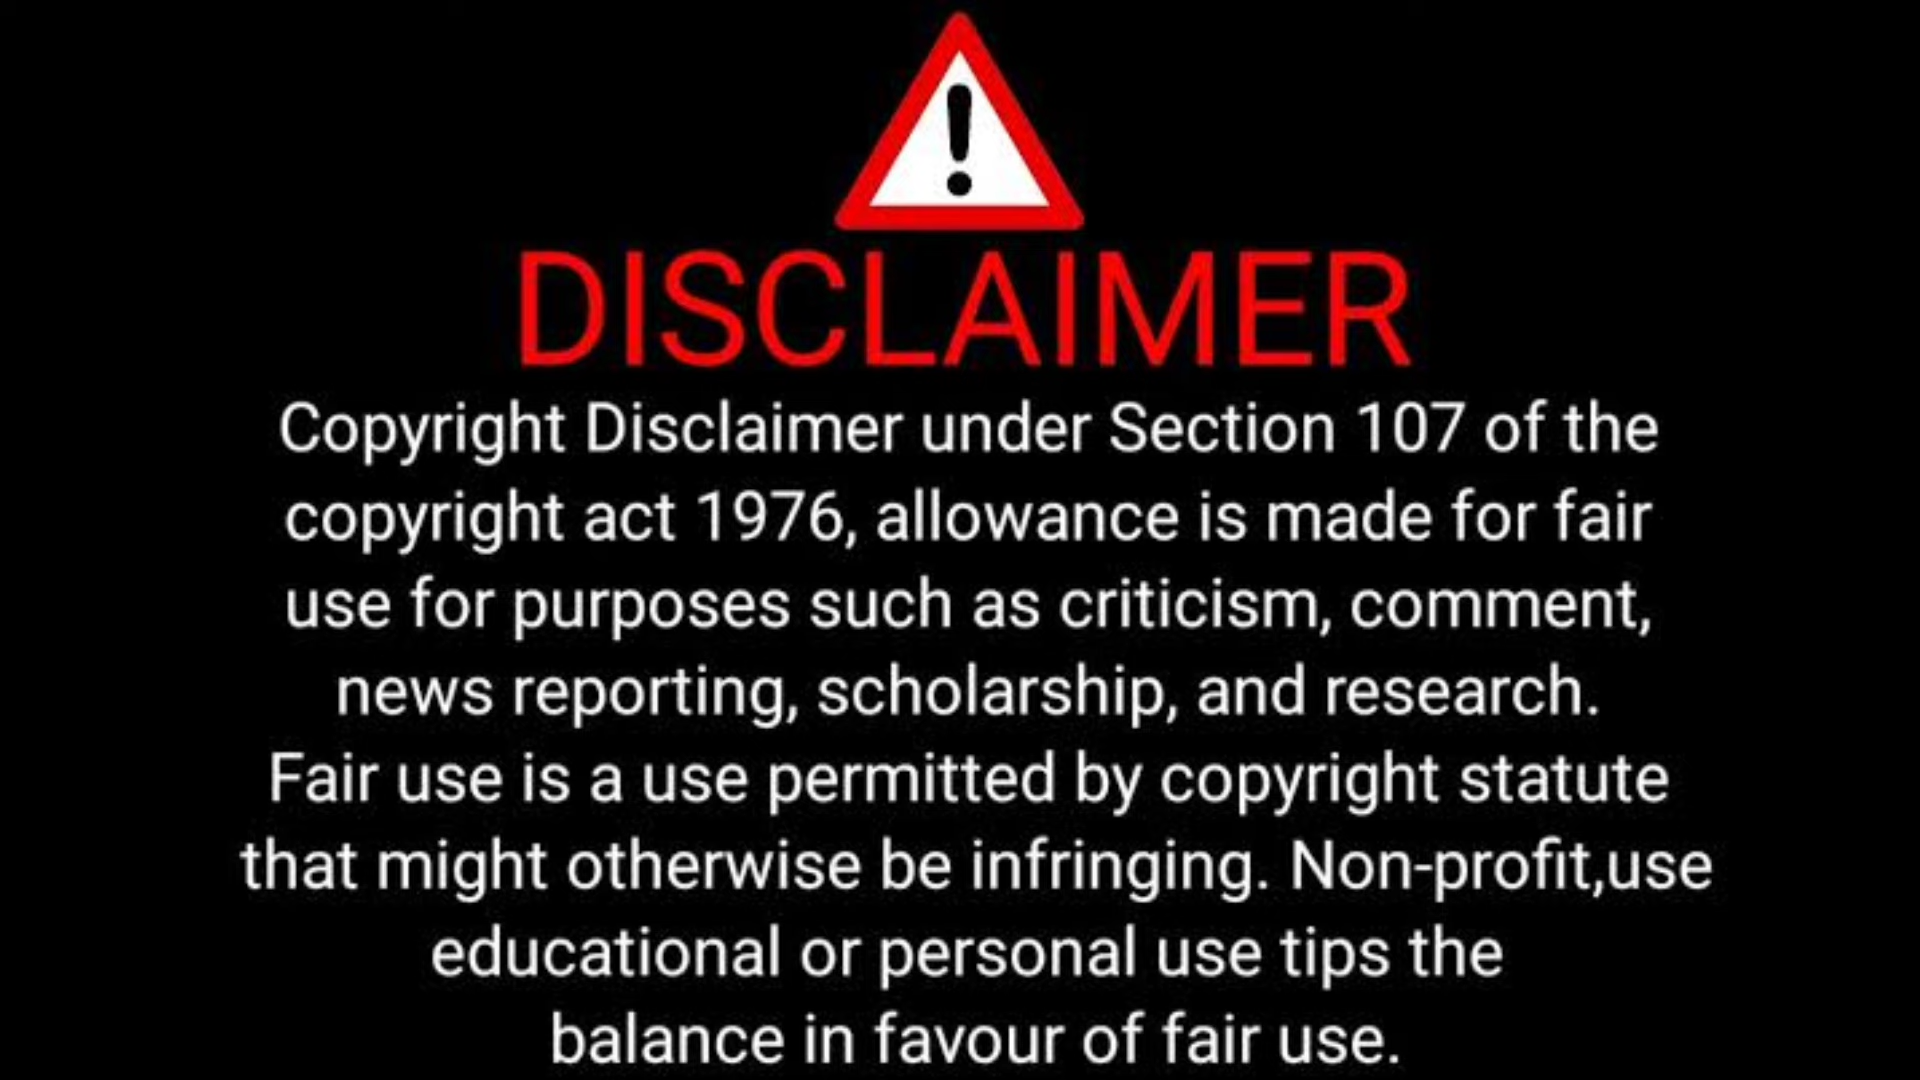 DISCLAIMER
Copyright Disclaimer under Section 107 of the
copyright act 1976, allowance is made for fair
use for purposes such as criticism, comment,
news reporting, scholarship, and research.
Fair use is a use permitted by copyright statute
that might otherwise be infringing. Non-profit,use
educational or personal use tips the
balance in favour of fair use.